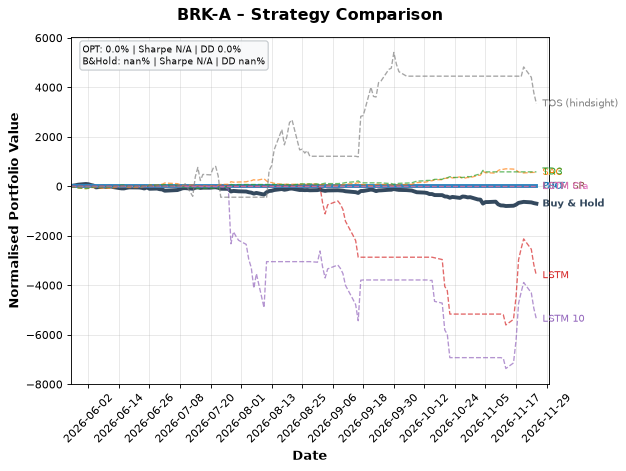 BRK-A – Strategy Comparison
OPT: 0.0% | Sharpe N/A | DD 0.0%
B&Hold: nan% | Sharpe N/A | DD nan%
Normalised Portfolio Value
6000
4000
2000
0
−2000
−4000
−6000
−8000
TOS (hindsight)
Buy & Hold
LSTM
LSTM 10
2026-06-02
2026-06-14
2026-06-26
2026-07-08
2026-07-20
2026-08-01
2026-08-13
2026-08-25
2026-09-06
2026-09-18
2026-09-30
2026-10-12
2026-10-24
2026-11-05
2026-11-17
2026-11-29
Date